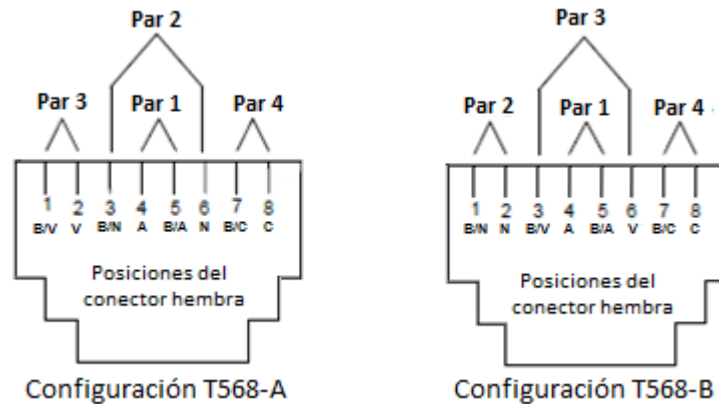 Par 2
Par 3 Par 1 Par 4
1 2 3 4 5 6 7 8
B/V V B/N A B/A N B/C C
Posiciones del
conector hembra
Configuración T568-A
Par 3
Par 2 Par 1 Par 4
1 2 3 4 5 6 7 8
B/N N B/V A B/A V B/C C
Posiciones del
conector hembra
Configuración T568-B